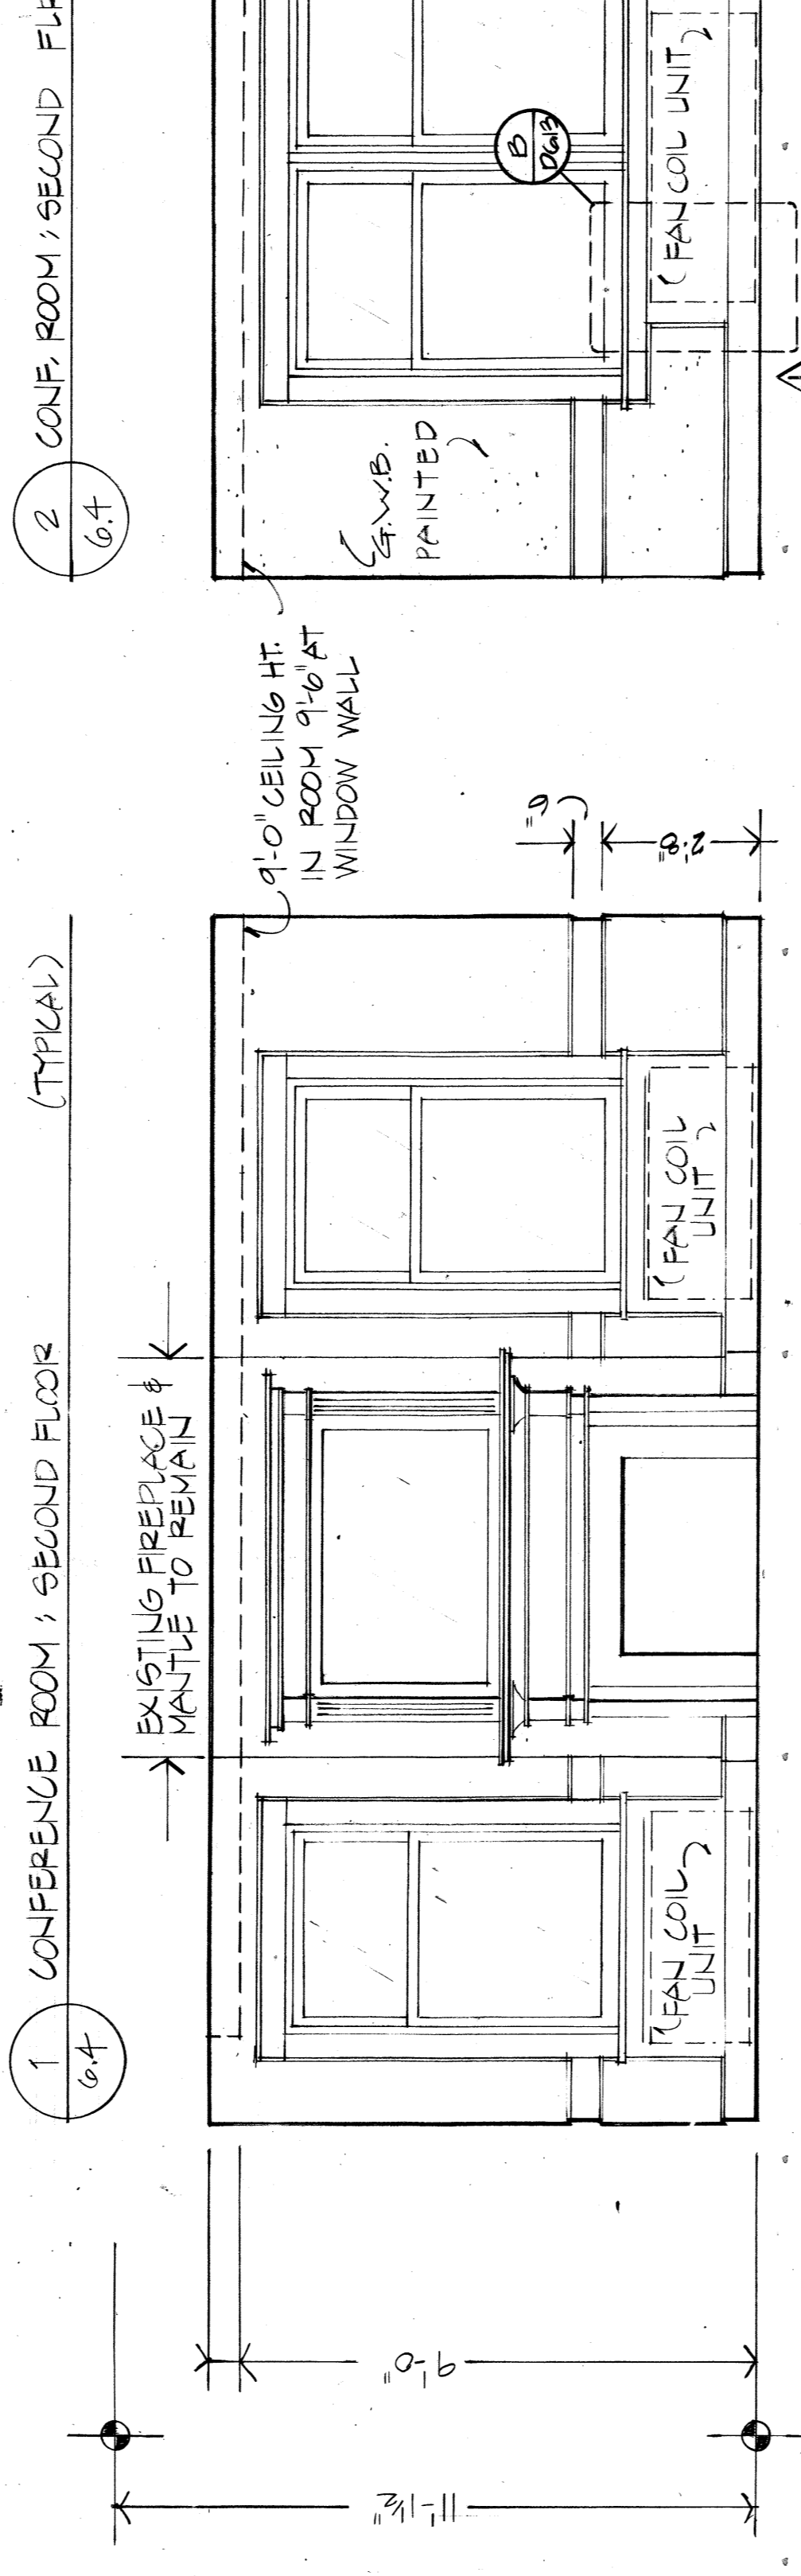 1
6.4
CONFERENCE ROOM ; SECOND FLOOR (TYPICAL)
EXISTING FIREPLACE &
MANTLE TO REMAIN
9'-0" CEILING HT.
IN ROOM 9'-6" AT
WINDOW WALL
(FAN COIL
UNIT)
(FAN COIL
UNIT)
11'-1 1/2"
9'-0"
6"
2'-8"
2
6.4
CONF. ROOM ; SECOND
G.W.B.
PAINTED
B
D6.13
(FAN COIL UNIT)